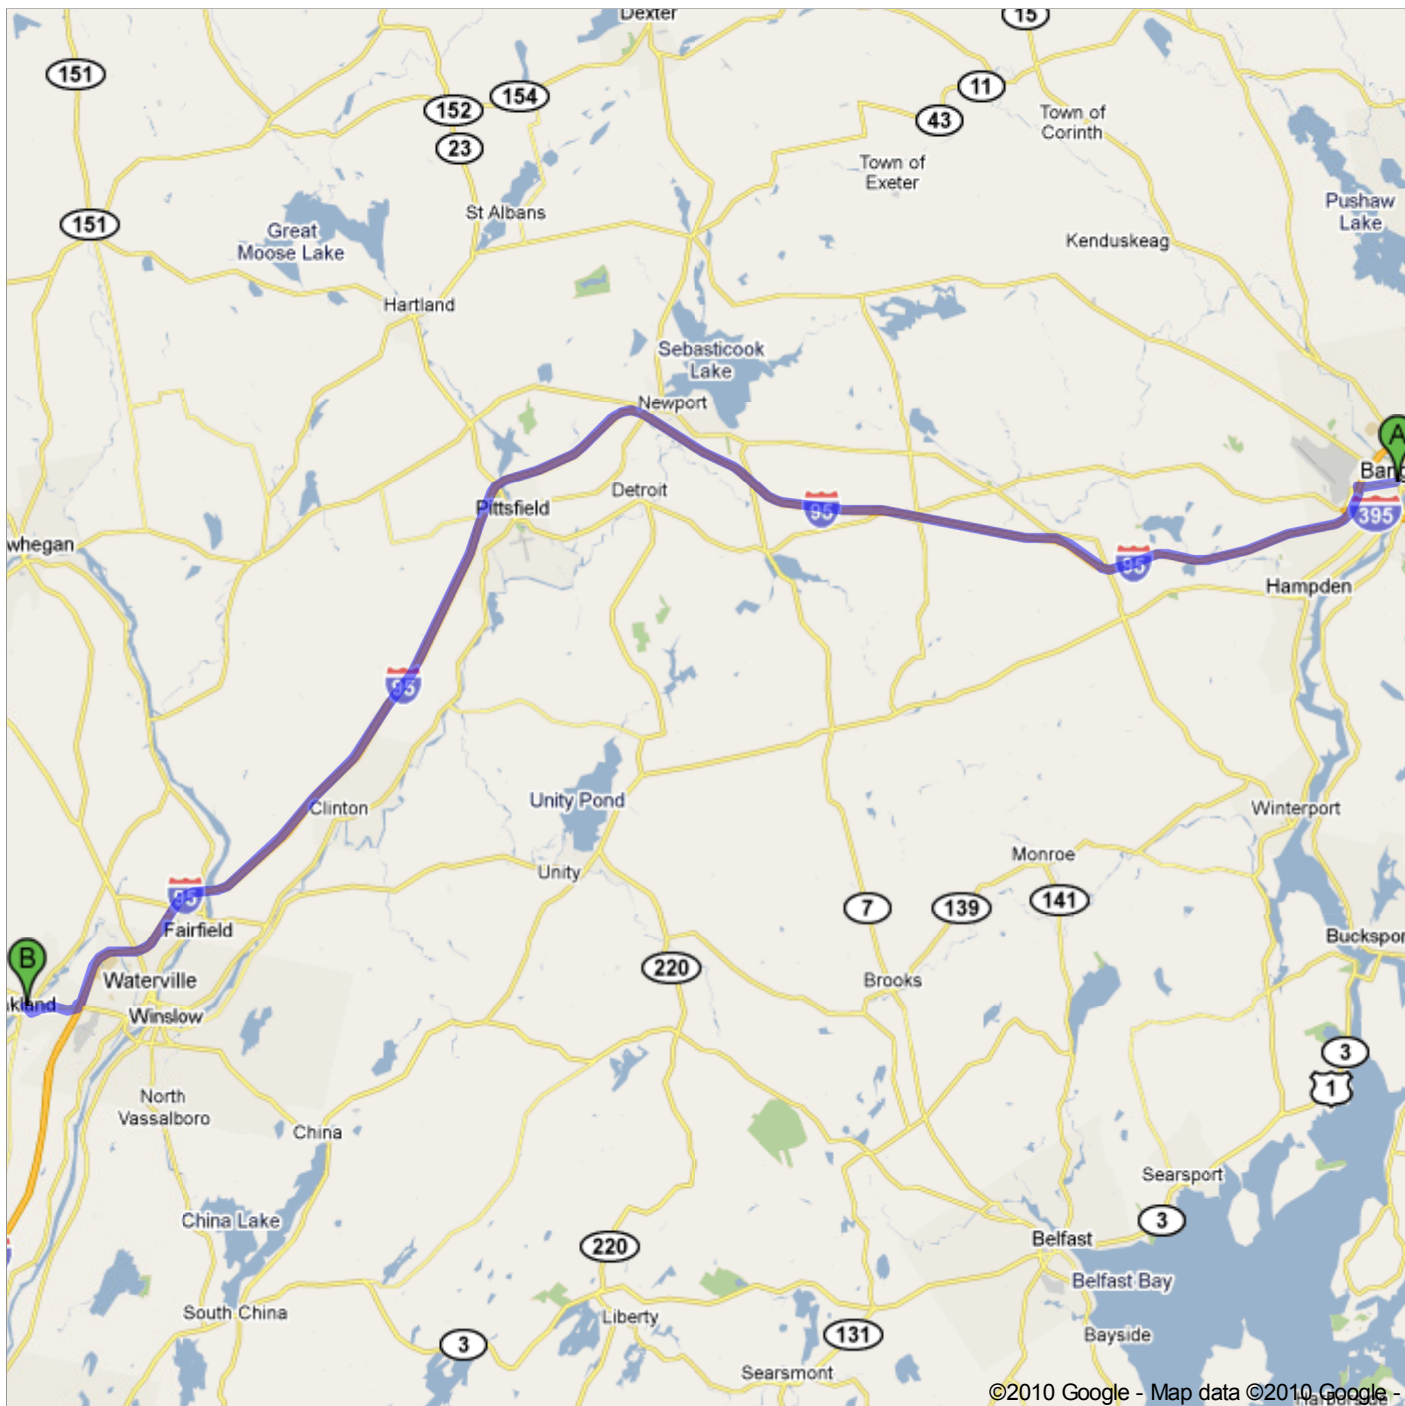 Dexter
15
151
11
154
152
43
Town of
Corinth
23
Town of
Exeter
Pushaw
Lake
St Albans
151
Great
Moose Lake
Kenduskeag
Hartland
Sebasticook
Lake
Newport
A
Bang
Detroit
Pittsfield
95
395
whegan
95
Hampden
95
Unity Pond
Clinton
Winterport
Monroe
Unity
95
7
139
141
Fairfield
Buckspor
B
220
Waterville
Brooks
kland
Winslow
3
1
North
Vassalboro
China
Searsport
China Lake
3
Belfast
220
Belfast Bay
South China
Liberty
131
Bayside
3
Searsmont
©2010 Google - Map data ©2010 Google -
Harborside